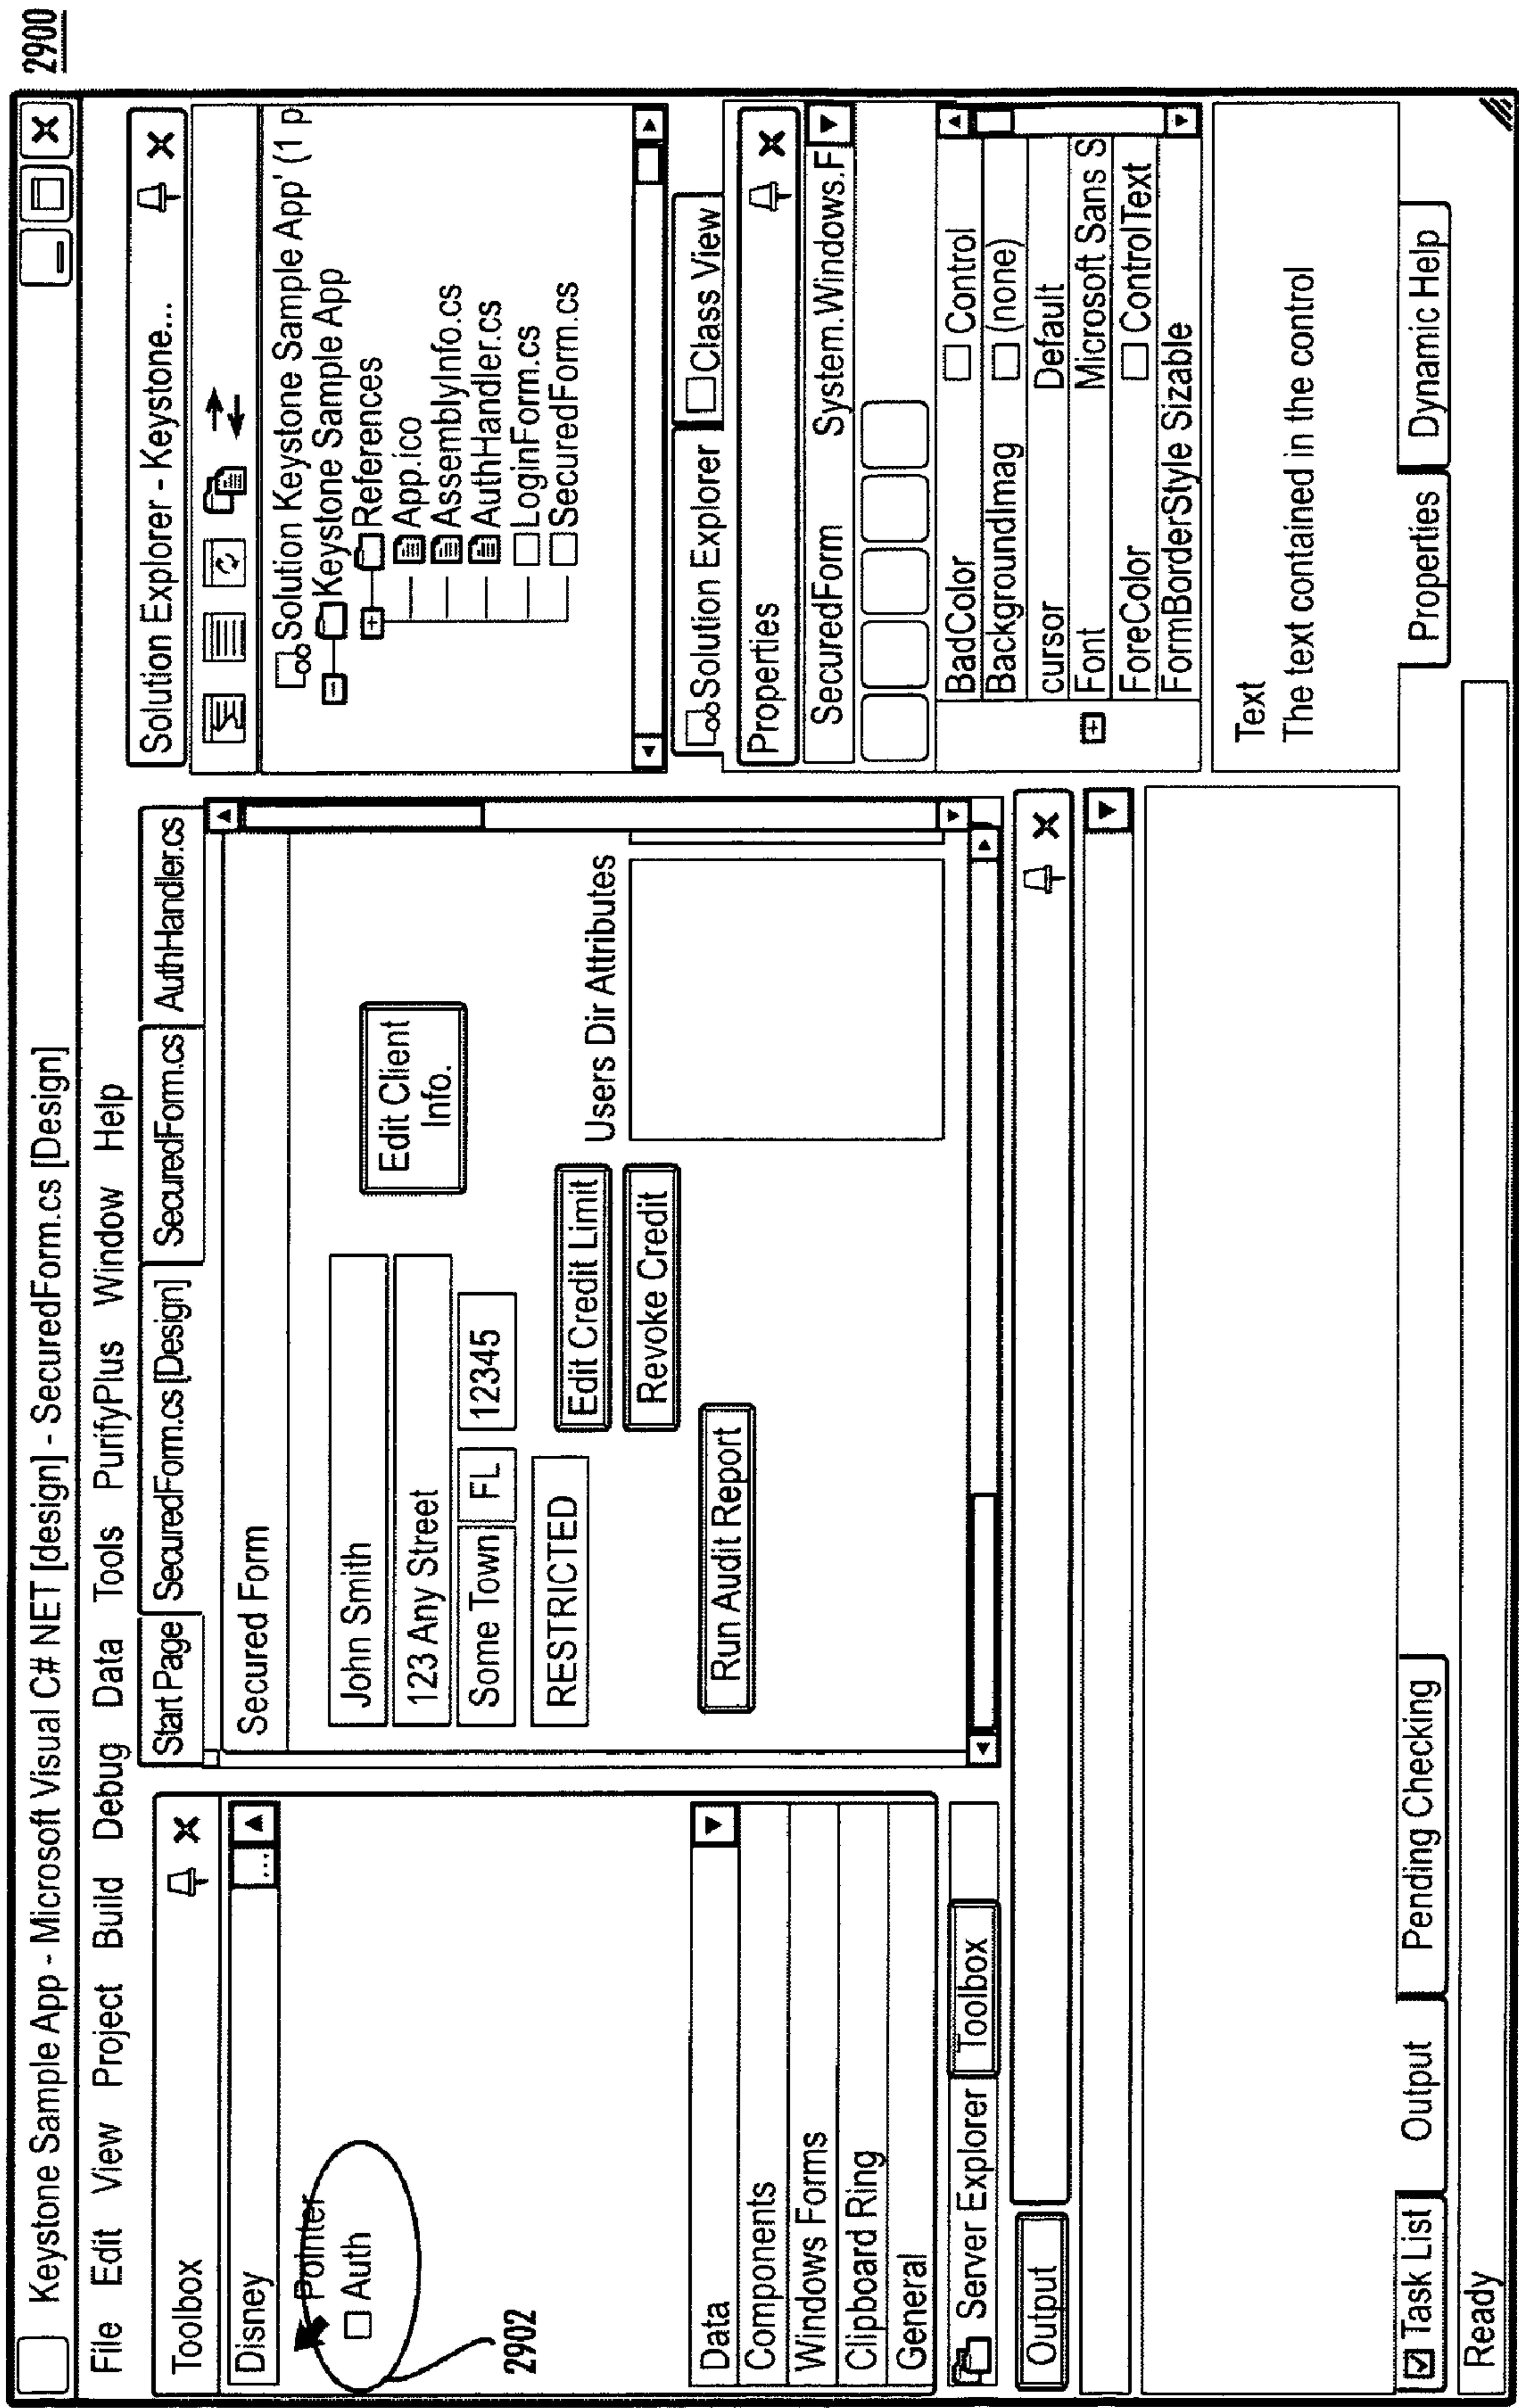 2900
Keystone Sample App - Microsoft Visual C# NET [design] - SecuredForm.cs [Design]
File Edit View Project Build Debug Data Tools PurifyPlus Window Help
Toolbox
Disney
...
Pointer
Auth
2902
Data
Components
Windows Forms
Clipboard Ring
General
Server Explorer Toolbox
Start Page SecuredForm.cs [Design] SecuredForm.cs AuthHandler.cs
Secured Form
John Smith
123 Any Street
Some Town FL 12345
Edit Client
Info.
RESTRICTED
Edit Credit Limit
Revoke Credit
Users Dir Attributes
Run Audit Report
Solution Explorer - Keystone...
Solution Keystone Sample App' (1 p
Keystone Sample App
References
App.ico
AssemblyInfo.cs
AuthHandler.cs
LoginForm.cs
SecuredForm.cs
Solution Explorer Class View
Properties
SecuredForm System.Windows.F
BadColor Control
BackgroundImag (none)
cursor Default
Font Microsoft Sans S
ForeColor ControlText
FormBorderStyle Sizable
Text
The text contained in the control
Properties Dynamic Help
Output
Task List Output Pending Checking
Ready